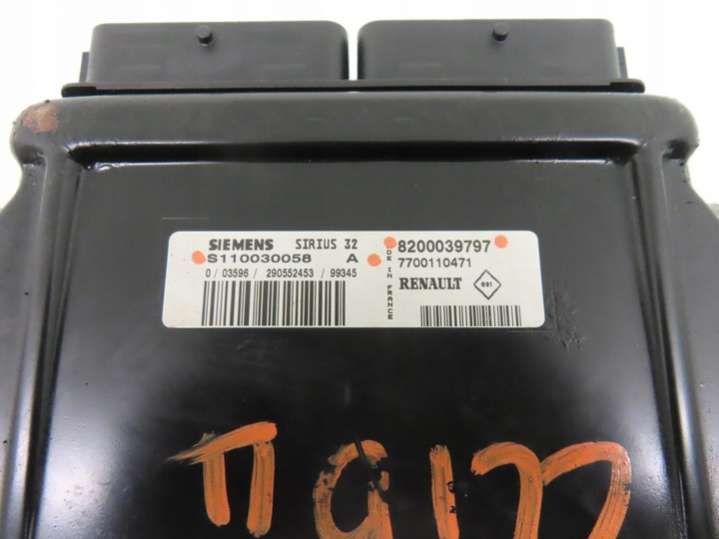 SIEMENS SIRIUS 32
S110030058 A
0 / 03596 / 290552453 / 99345
MADE IN FRANCE
8200039797
7700110471
RENAULT